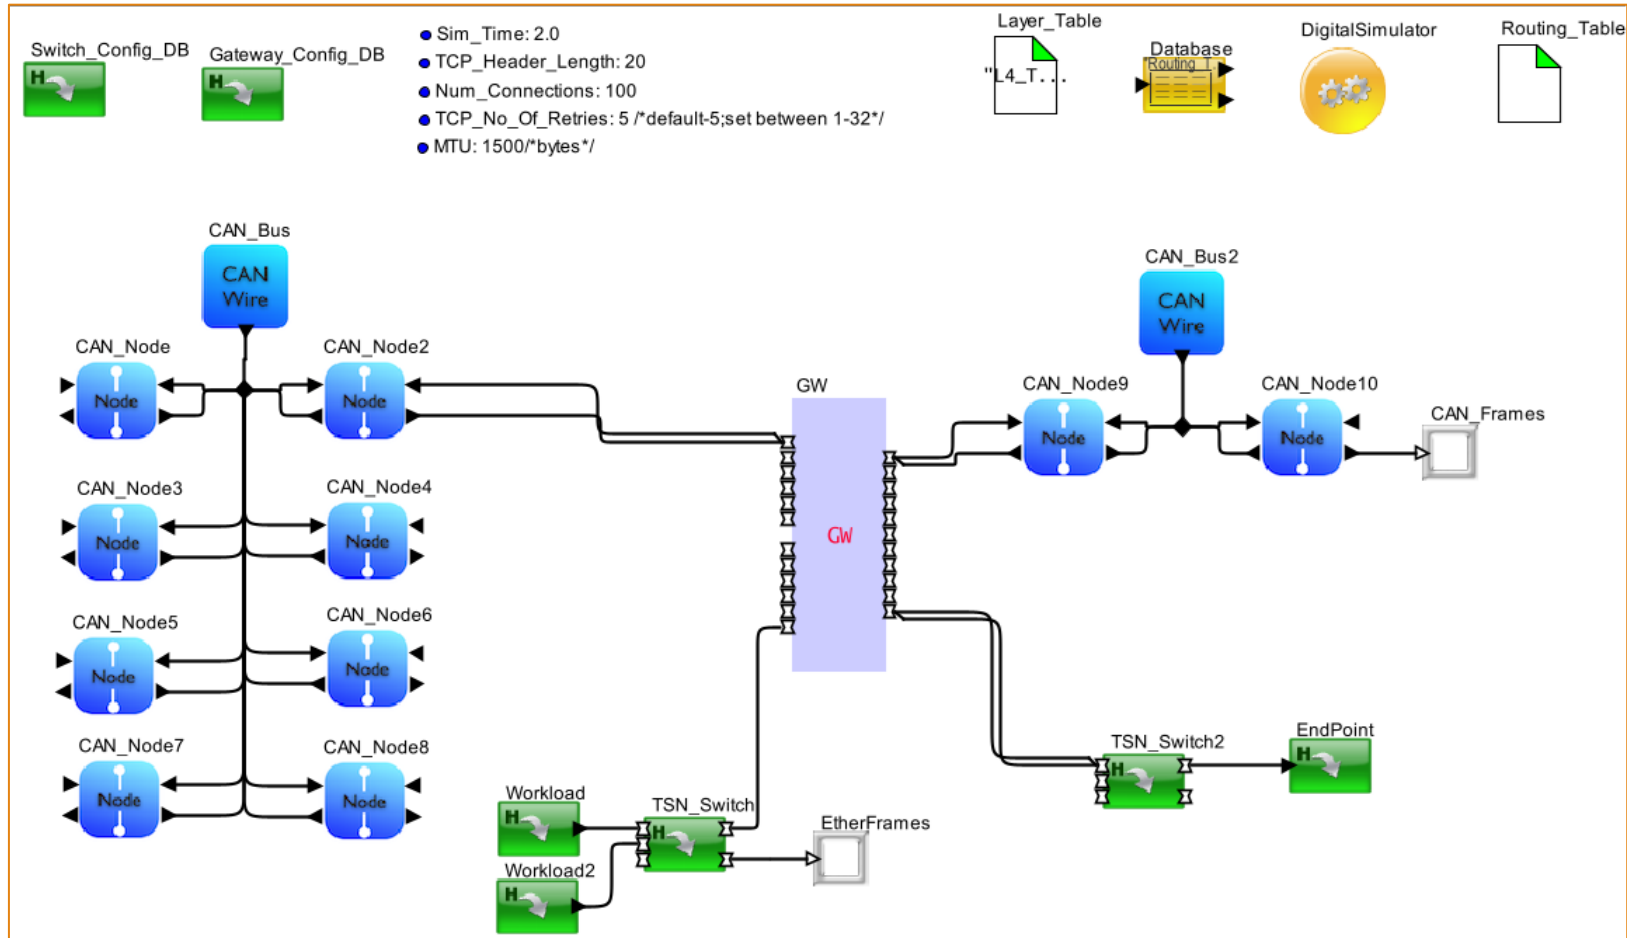 Switch_Config_DB
H
Gateway_Config_DB
H
Sim_Time: 2.0
TCP_Header_Length: 20
Num_Connections: 100
TCP_No_Of_Retries: 5 /*default-5;set between 1-32*/
MTU: 1500/*bytes*/
Layer_Table
"L4_T...
Database
"Routing_T.
DigitalSimulator
Routing_Table
CAN_Bus
CAN
Wire
CAN_Node
Node
CAN_Node2
Node
CAN_Node3
Node
CAN_Node4
Node
CAN_Node5
Node
CAN_Node6
Node
CAN_Node7
Node
CAN_Node8
Node
GW
GW
CAN_Bus2
CAN
Wire
CAN_Node9
Node
CAN_Node10
Node
CAN_Frames
Workload
H
Workload2
H
TSN_Switch
H
EtherFrames
TSN_Switch2
H
EndPoint
H